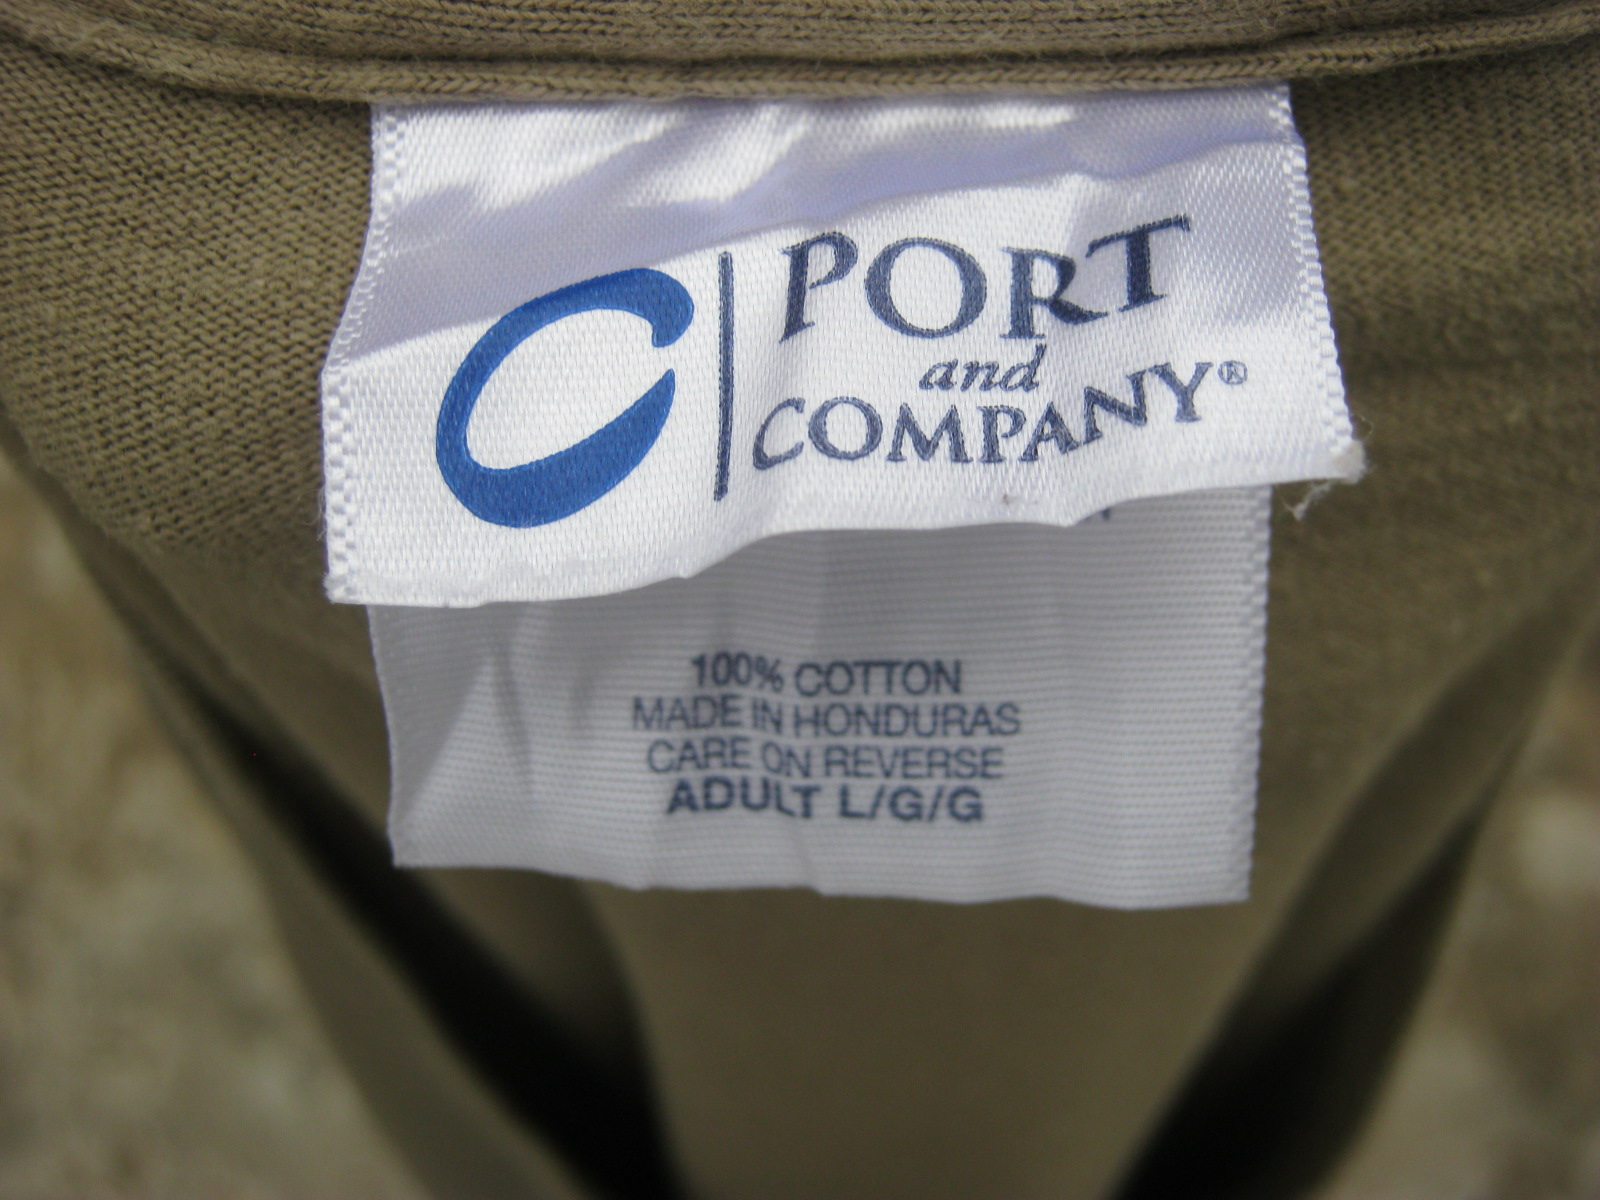 C
PORT
and
COMPANY®
100% COTTON
MADE IN HONDURAS
CARE ON REVERSE
ADULT L/G/G